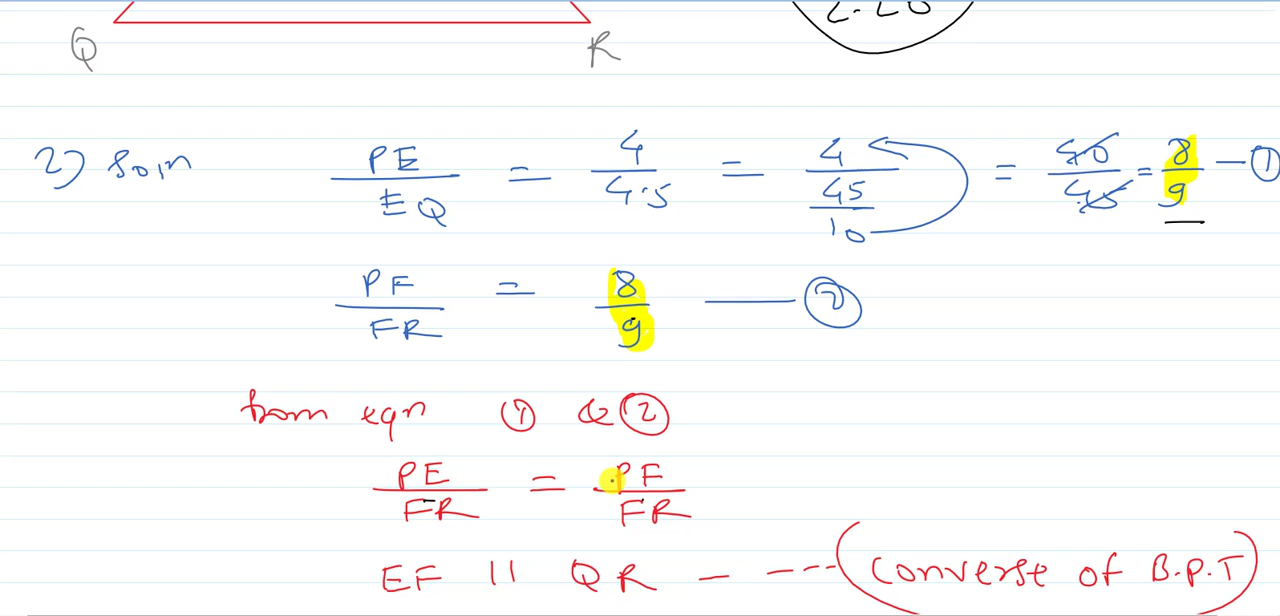 Q R
2) Soln PE/EQ = 4/4.5 = 4/(45/10) = 40/45 = 8/9 — ①
PF/FR = 8/9 — ②
from eqn ① & ②
PE/FR = PF/FR
EF || QR - --- (converse of B.P.T)